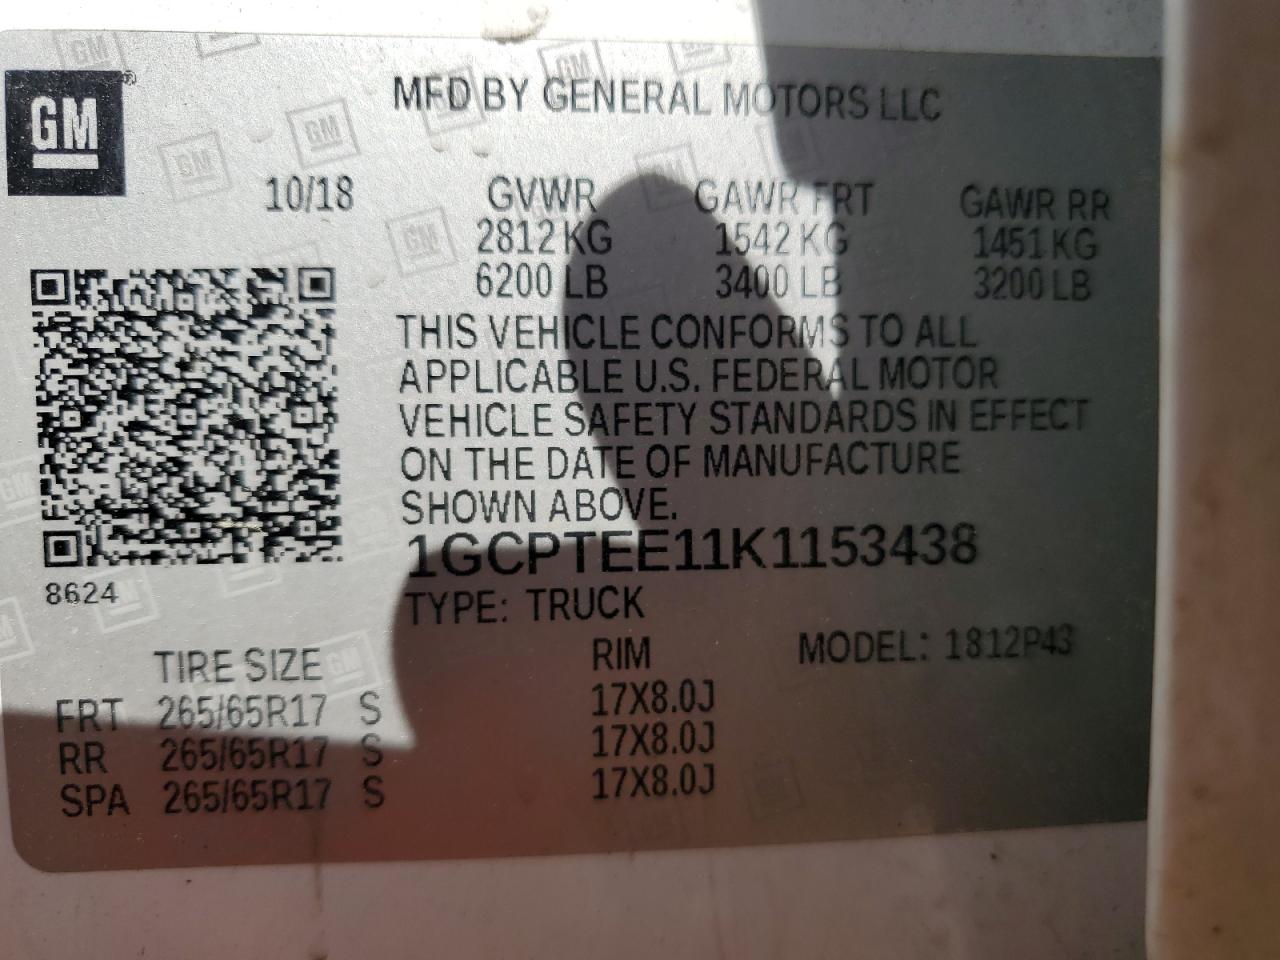 GM
MFD BY GENERAL MOTORS LLC
10/18 GVWR GAWR FRT GAWR RR
2812 KG 1542 KG 1451 KG
6200 LB 3400 LB 3200 LB
THIS VEHICLE CONFORMS TO ALL
APPLICABLE U.S. FEDERAL MOTOR
VEHICLE SAFETY STANDARDS IN EFFECT
ON THE DATE OF MANUFACTURE
SHOWN ABOVE.
1GCPTEE11K1153438
8624
TYPE: TRUCK
TIRE SIZE RIM MODEL: 1812P43
FRT 265/65R17 S 17X8.0J
RR 265/65R17 S 17X8.0J
SPA 265/65R17 S 17X8.0J